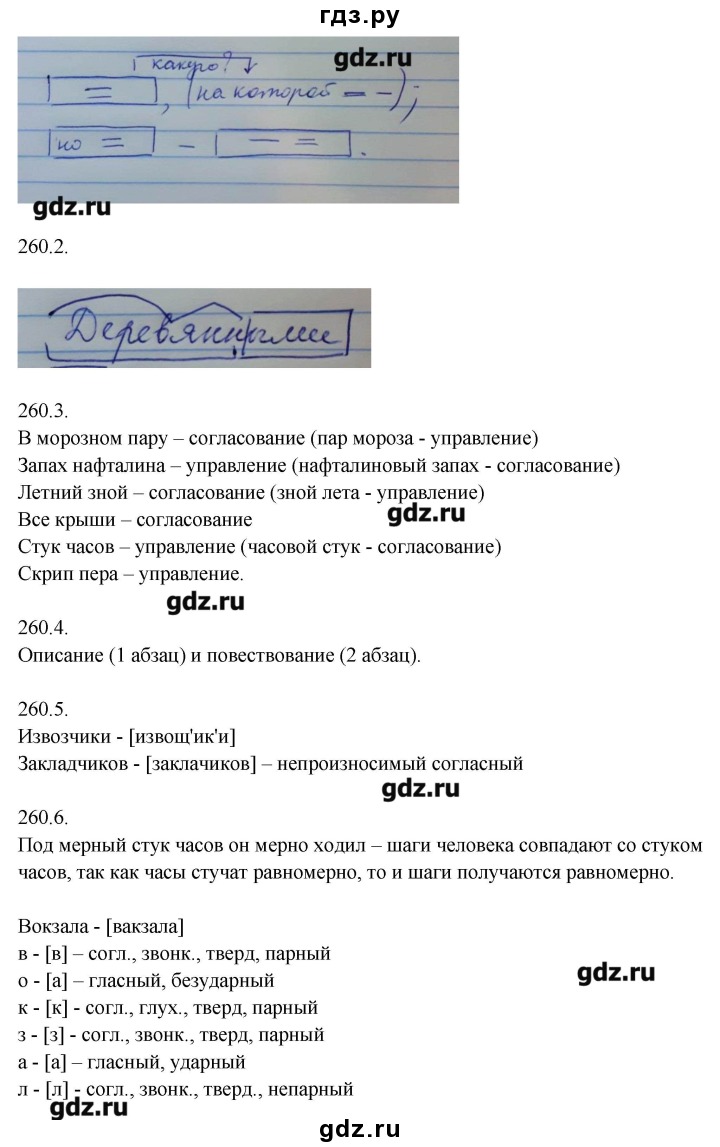 гдз.ру
какую?
gdz.ru
=, (на которой = -);
но = - - =.
gdz.ru
260.2.
Деревянными
260.3.
В морозном пару – согласование (пар мороза - управление)
Запах нафталина – управление (нафталиновый запах - согласование)
Летний зной – согласование (зной лета - управление)
gdz.ru
Все крыши – согласование
Стук часов – управление (часовой стук - согласование)
Скрип пера – управление.
gdz.ru
260.4.
Описание (1 абзац) и повествование (2 абзац).
260.5.
Извозчики - [извощ'ик'и]
Закладчиков - [заклачиков] – непроизносимый согласный
gdz.ru
260.6.
Под мерный стук часов он мерно ходил – шаги человека совпадают со стуком
часов, так как часы стучат равномерно, то и шаги получаются равномерно.
Вокзала - [вакзала]
в - [в] – согл., звонк., тверд, парный
gdz.ru
о - [а] – гласный, безударный
к - [к] - согл., глух., тверд, парный
з - [з] - согл., звонк., тверд, парный
а - [а] – гласный, ударный
л - [л] - согл., звонк., тверд., непарный
gdz.ru
gdz.ru